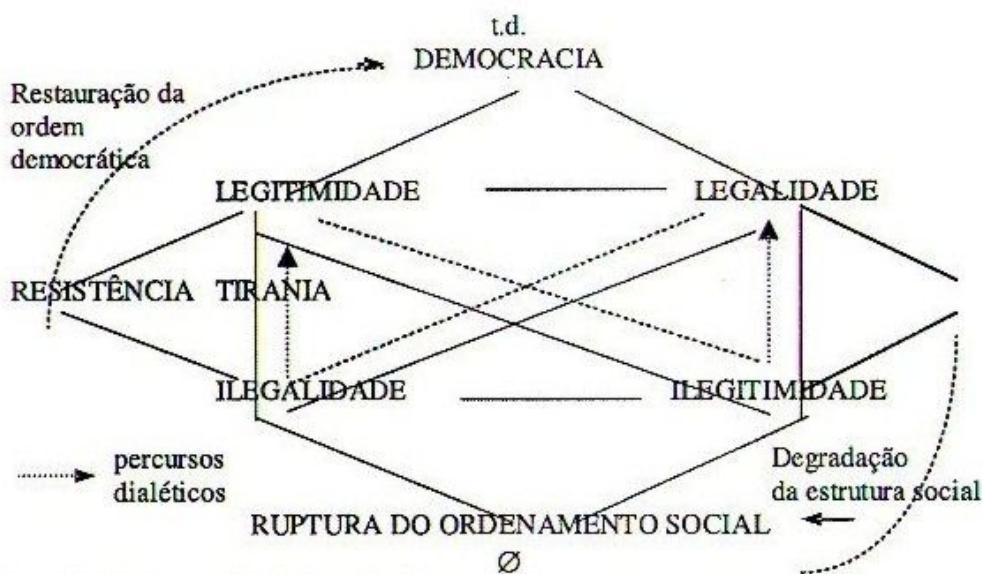 t.d.
DEMOCRACIA
Restauração da
ordem
democrática
LEGITIMIDADE
LEGALIDADE
RESISTÊNCIA TIRANIA
ILEGALIDADE
ILEGITIMIDADE
percursos
dialéticos
Degradação
da estrutura social
RUPTURA DO ORDENAMENTO SOCIAL
Ø